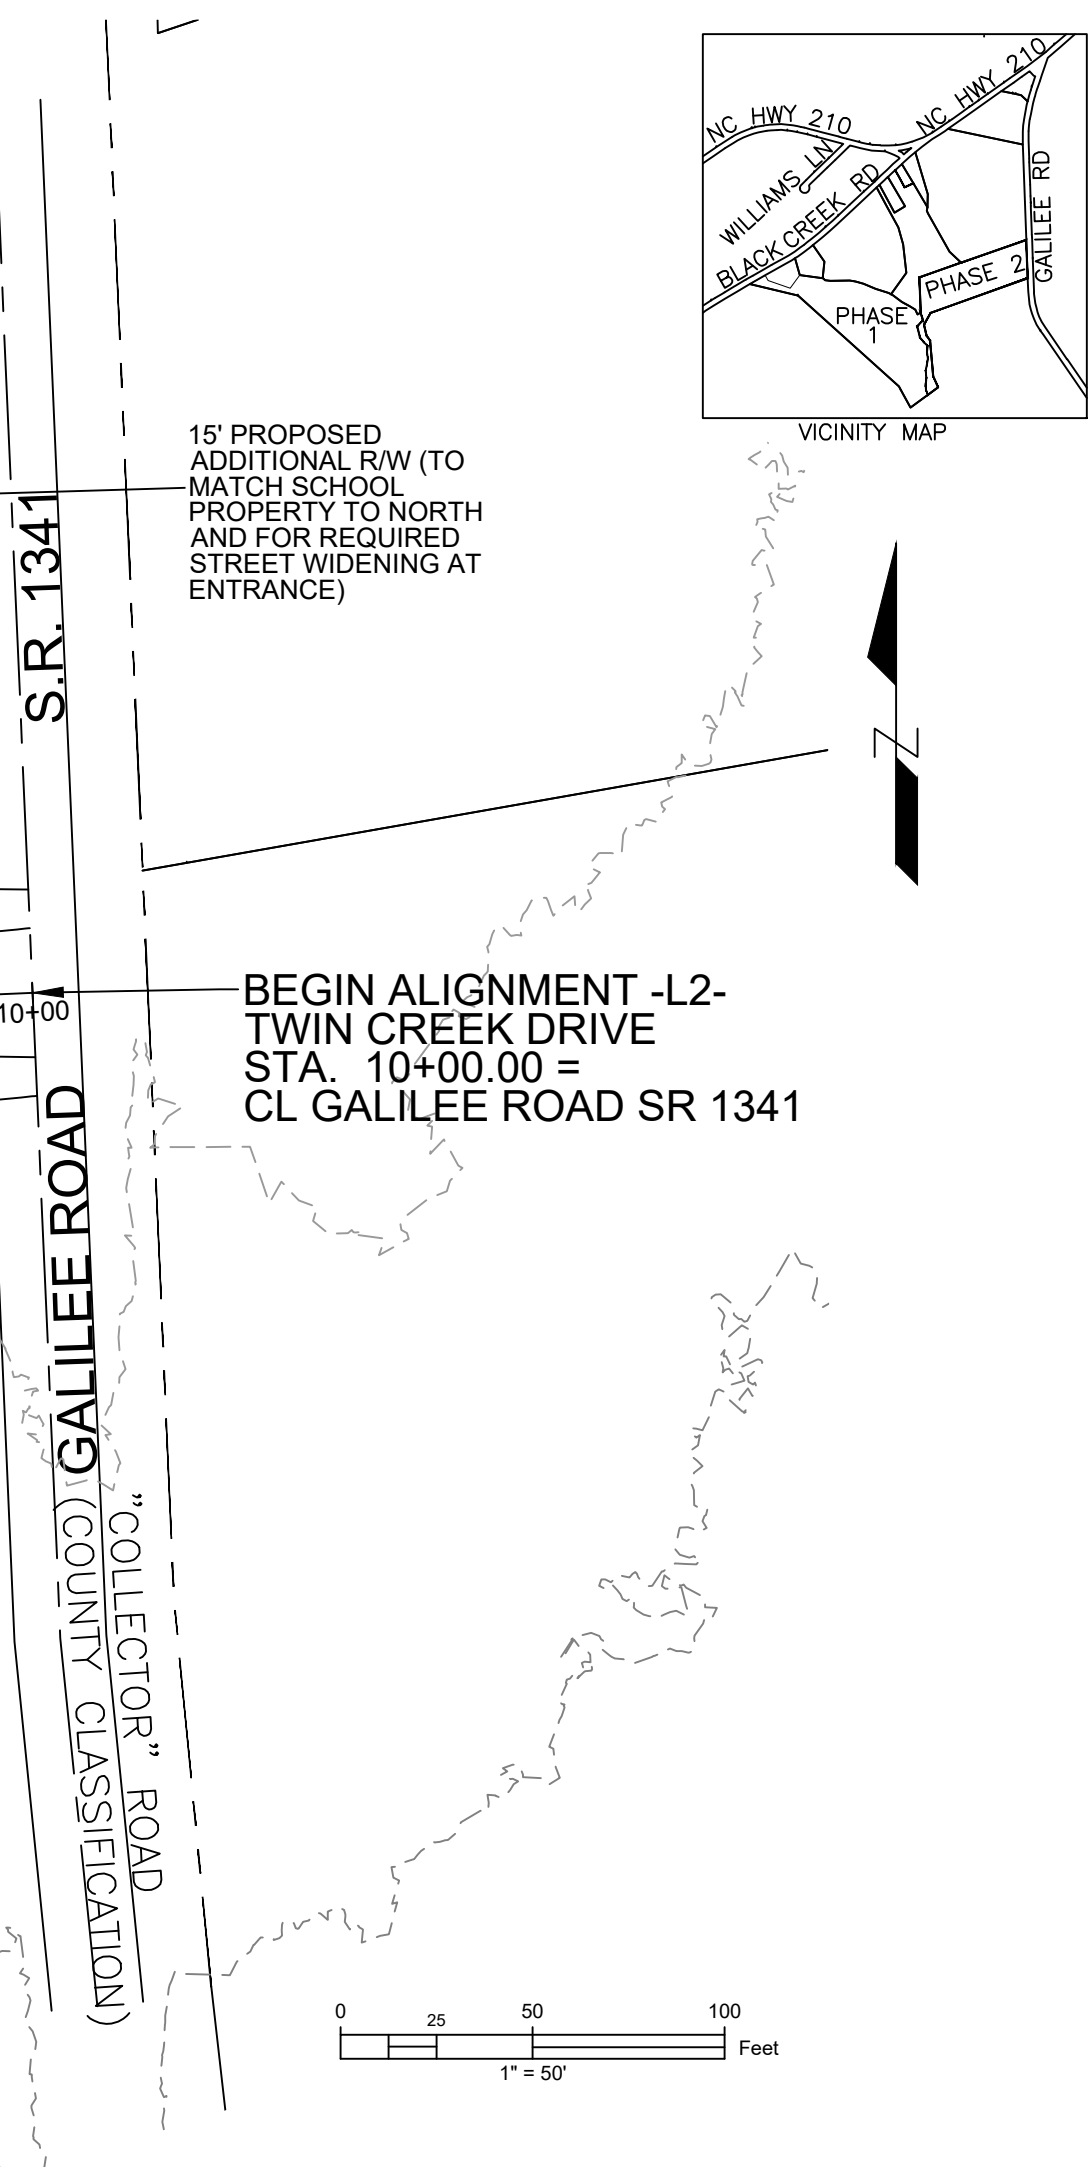 NC HWY 210
NC HWY 210
WILLIAMS LN
BLACK CREEK RD
GALILEE RD
PHASE 2
PHASE
1
VICINITY MAP
15' PROPOSED
ADDITIONAL R/W (TO
MATCH SCHOOL
PROPERTY TO NORTH
AND FOR REQUIRED
STREET WIDENING AT
ENTRANCE)
S.R. 1341
N
BEGIN ALIGNMENT -L2-
TWIN CREEK DRIVE
STA. 10+00.00 =
CL GALILEE ROAD SR 1341
10+00
GALILEE ROAD
"COLLECTOR" ROAD
(COUNTY CLASSIFICATION)
0 25 50 100
Feet
1" = 50'